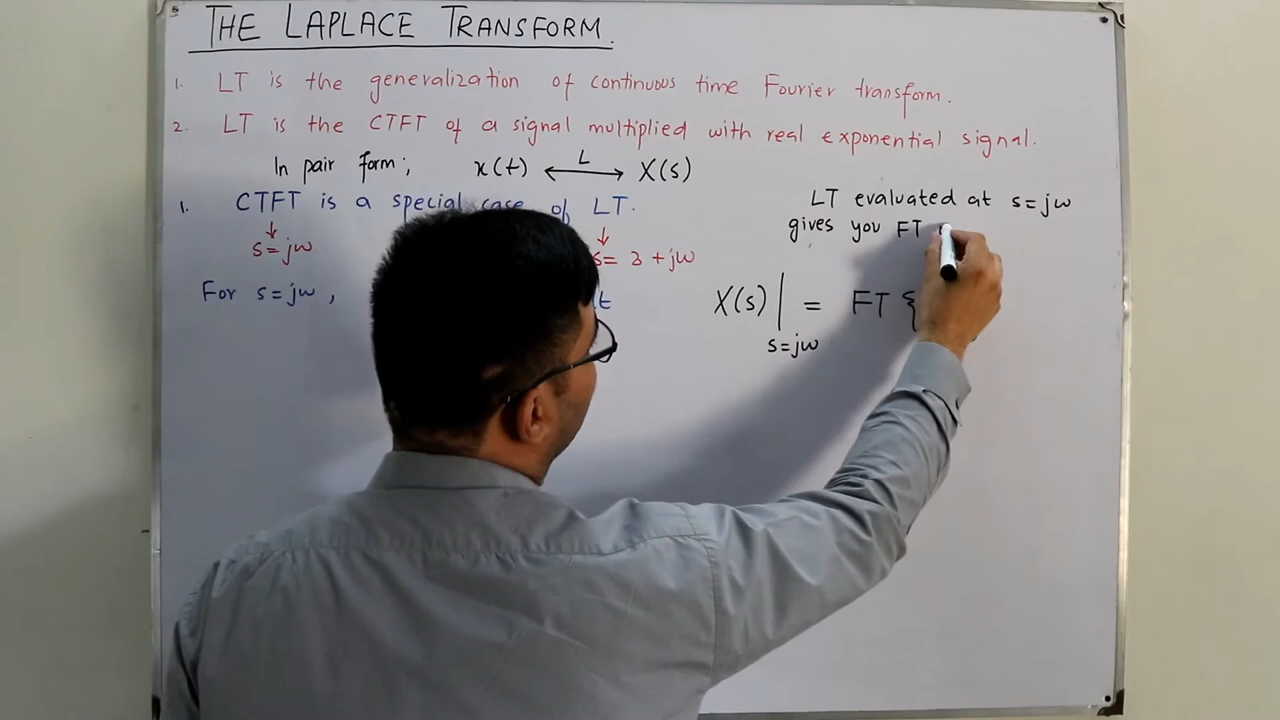 THE LAPLACE TRANSFORM.
1. LT is the generalization of continuous time Fourier transform.
2. LT is the CTFT of a signal multiplied with real exponential signal.
In pair form; x(t) ⟷ X(s)
L
1. CTFT is a special case of LT.
↓ ↓
s=jω s= 3 +jω
For s=jω,
LT evaluated at s=jω
gives you FT
X(s)| = FT {
s=jω